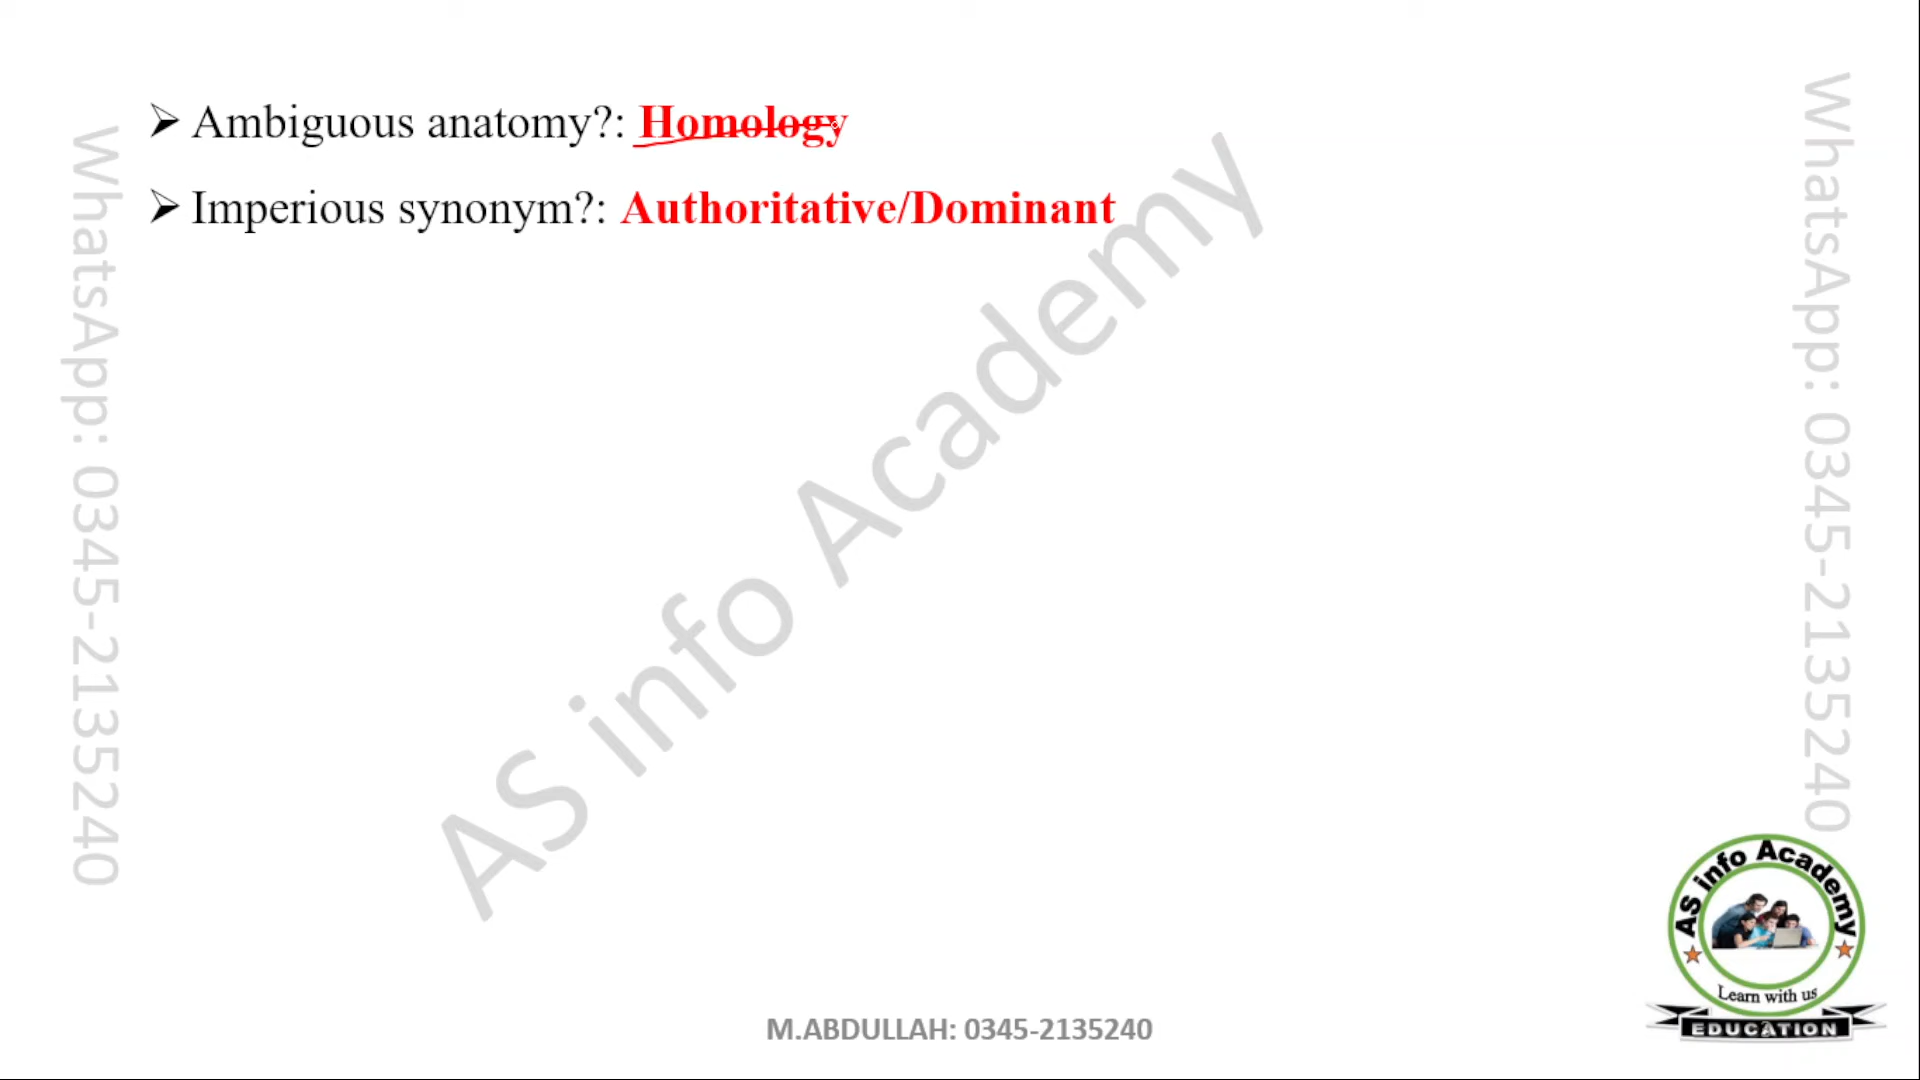 ➢ Ambiguous anatomy?: Homology
➢ Imperious synonym?: Authoritative/Dominant
WhatsApp: 0345-2135240
AS info Academy
WhatsApp: 0345-2135240
AS info Academy
Learn with us
EDUCATION
M.ABDULLAH: 0345-2135240